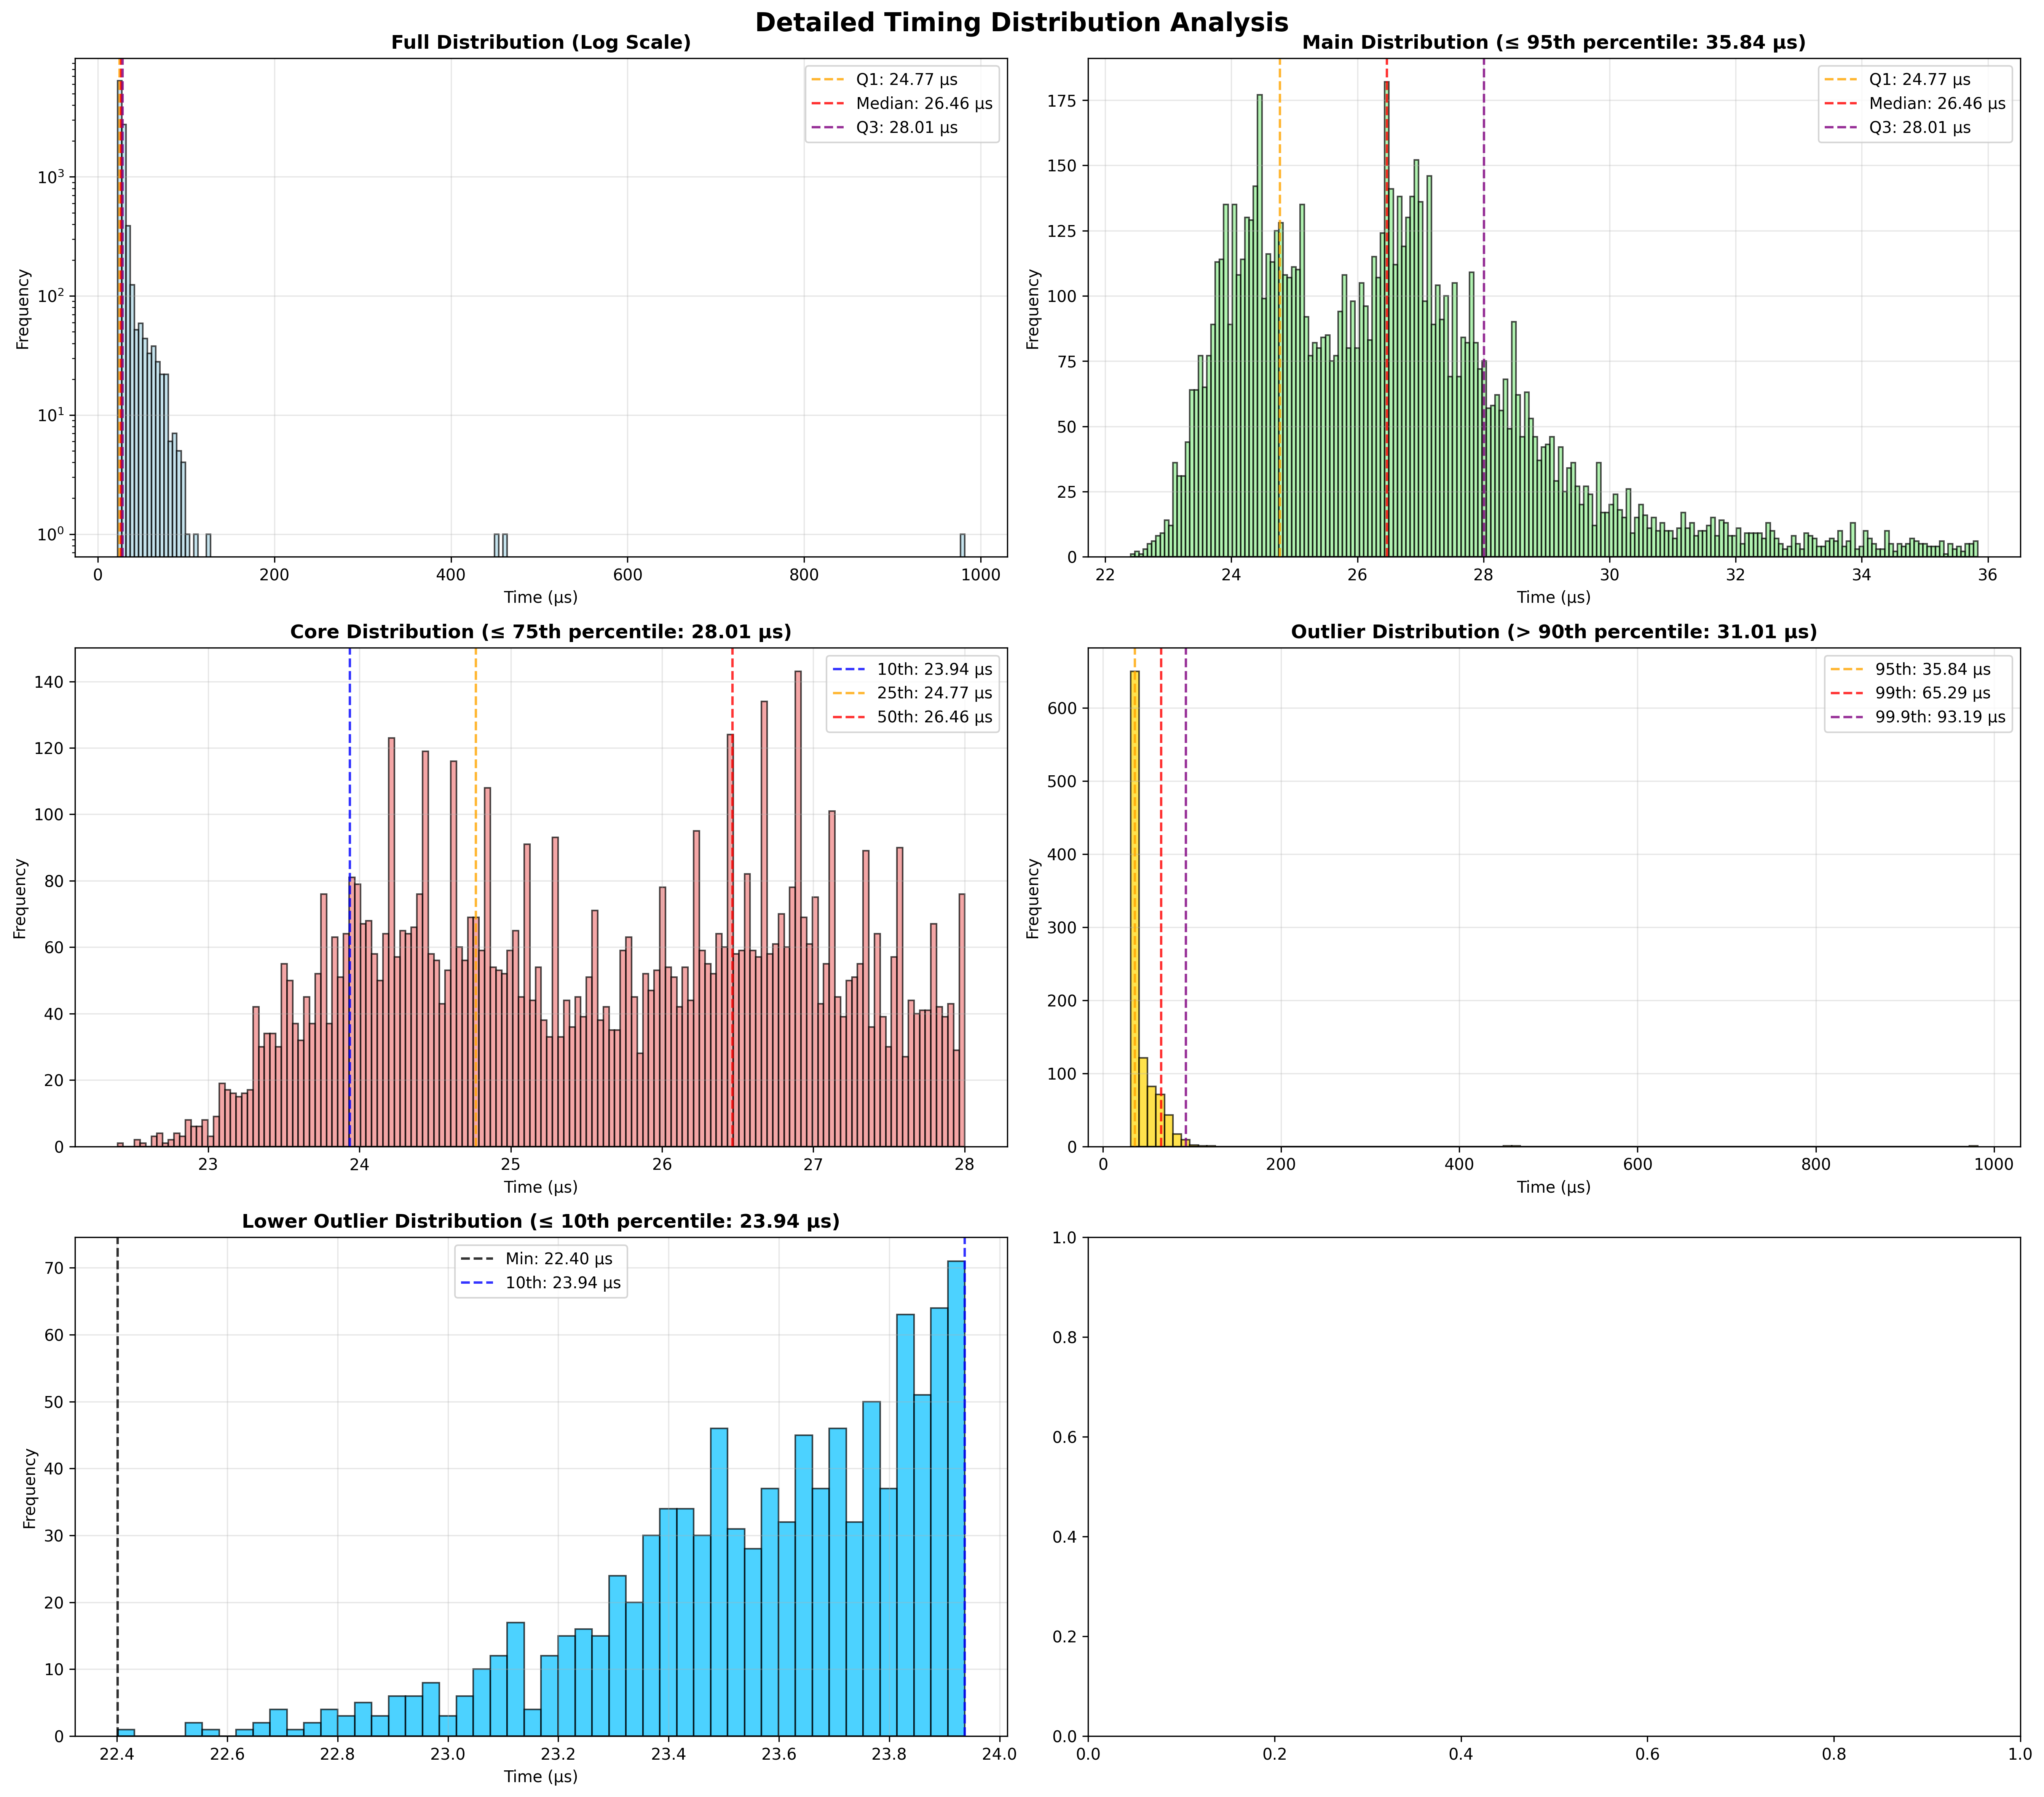 Detailed Timing Distribution Analysis
Full Distribution (Log Scale)
Frequency
10³
10²
10¹
10⁰
Q1: 24.77 µs
Median: 26.46 µs
Q3: 28.01 µs
0 200 400 600 800 1000
Time (µs)
Main Distribution (≤ 95th percentile: 35.84 µs)
Frequency
175
150
125
100
75
50
25
0
Q1: 24.77 µs
Median: 26.46 µs
Q3: 28.01 µs
22 24 26 28 30 32 34 36
Time (µs)
Core Distribution (≤ 75th percentile: 28.01 µs)
Frequency
140
120
100
80
60
40
20
0
10th: 23.94 µs
25th: 24.77 µs
50th: 26.46 µs
23 24 25 26 27 28
Time (µs)
Outlier Distribution (> 90th percentile: 31.01 µs)
Frequency
600
500
400
300
200
100
0
95th: 35.84 µs
99th: 65.29 µs
99.9th: 93.19 µs
0 200 400 600 800 1000
Time (µs)
Lower Outlier Distribution (≤ 10th percentile: 23.94 µs)
Frequency
70
60
50
40
30
20
10
0
Min: 22.40 µs
10th: 23.94 µs
22.4 22.6 22.8 23.0 23.2 23.4 23.6 23.8 24.0
Time (µs)
1.0
0.8
0.6
0.4
0.2
0.0
0.0 0.2 0.4 0.6 0.8 1.0